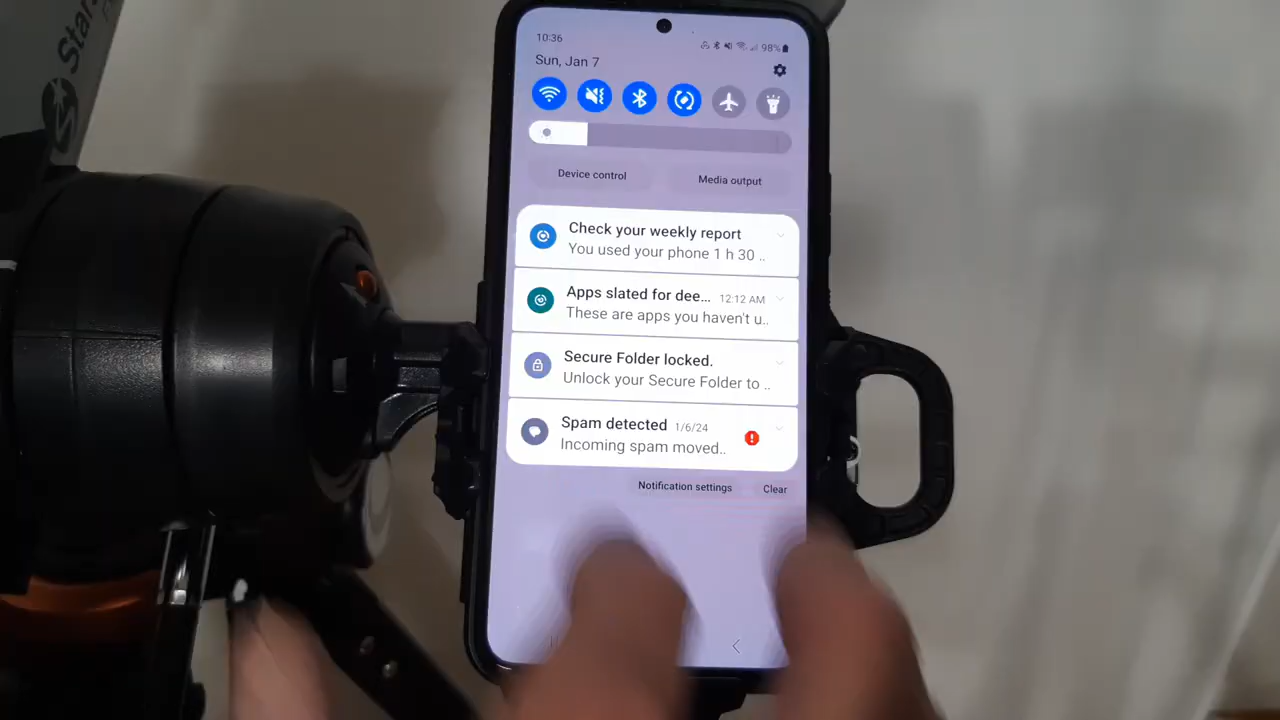 Star
10:36
98%
Sun, Jan 7
Device control
Media output
Check your weekly report
You used your phone 1 h 30 ..
Apps slated for dee... 12:12 AM
These are apps you haven't u..
Secure Folder locked.
Unlock your Secure Folder to ..
Spam detected 1/6/24
Incoming spam moved..
Notification settings
Clear